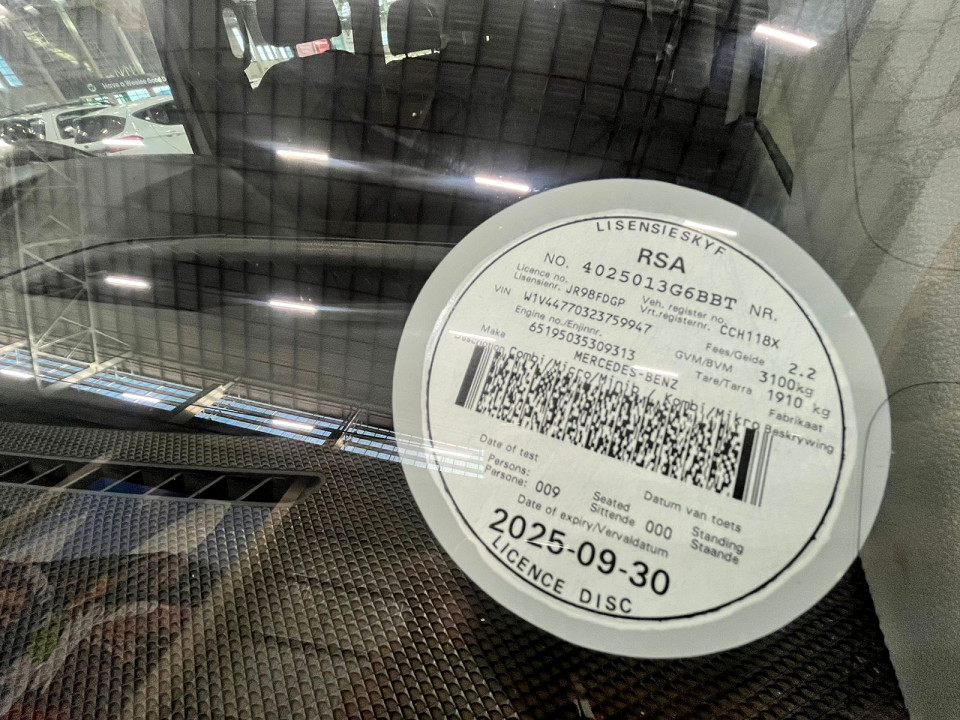 LISENSIESKYF
RSA
NO. 4025013G6BBT NR.
Licence no. Veh. register no.
Lisensienr. JR98FDGP Vrt.registernr. CCH118X
VIN W1V44770323759947 Fees/Gelde 2.2
Engine no./Enjinnr. GVM/BVM 3100kg
65195035309313 Tare/Tarra 1910 kg
Make MERCEDES-BENZ Fabrikaat
Description Combi/Micro/minib / Kombi/Mikro Beskrywing
Date of test Datum van toets
Persons: Seated Standing
Persone: 009 Sittende 000 Staande
Date of expiry/Vervaldatum
2025-09-30
LICENCE DISC